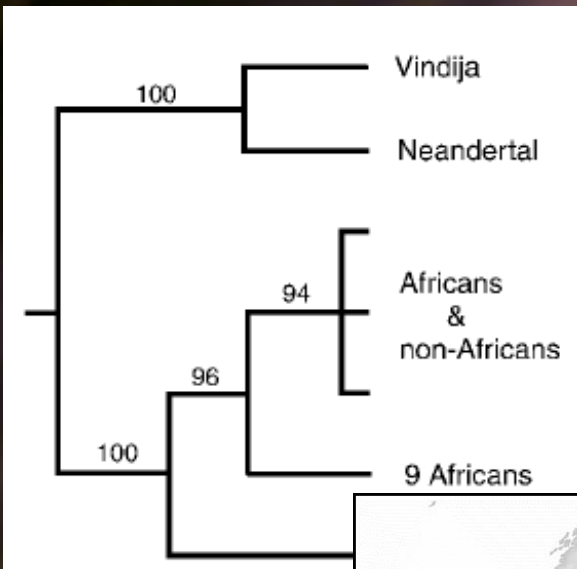 100
Vindija
Neandertal
94
Africans
&
non-Africans
96
100
9 Africans